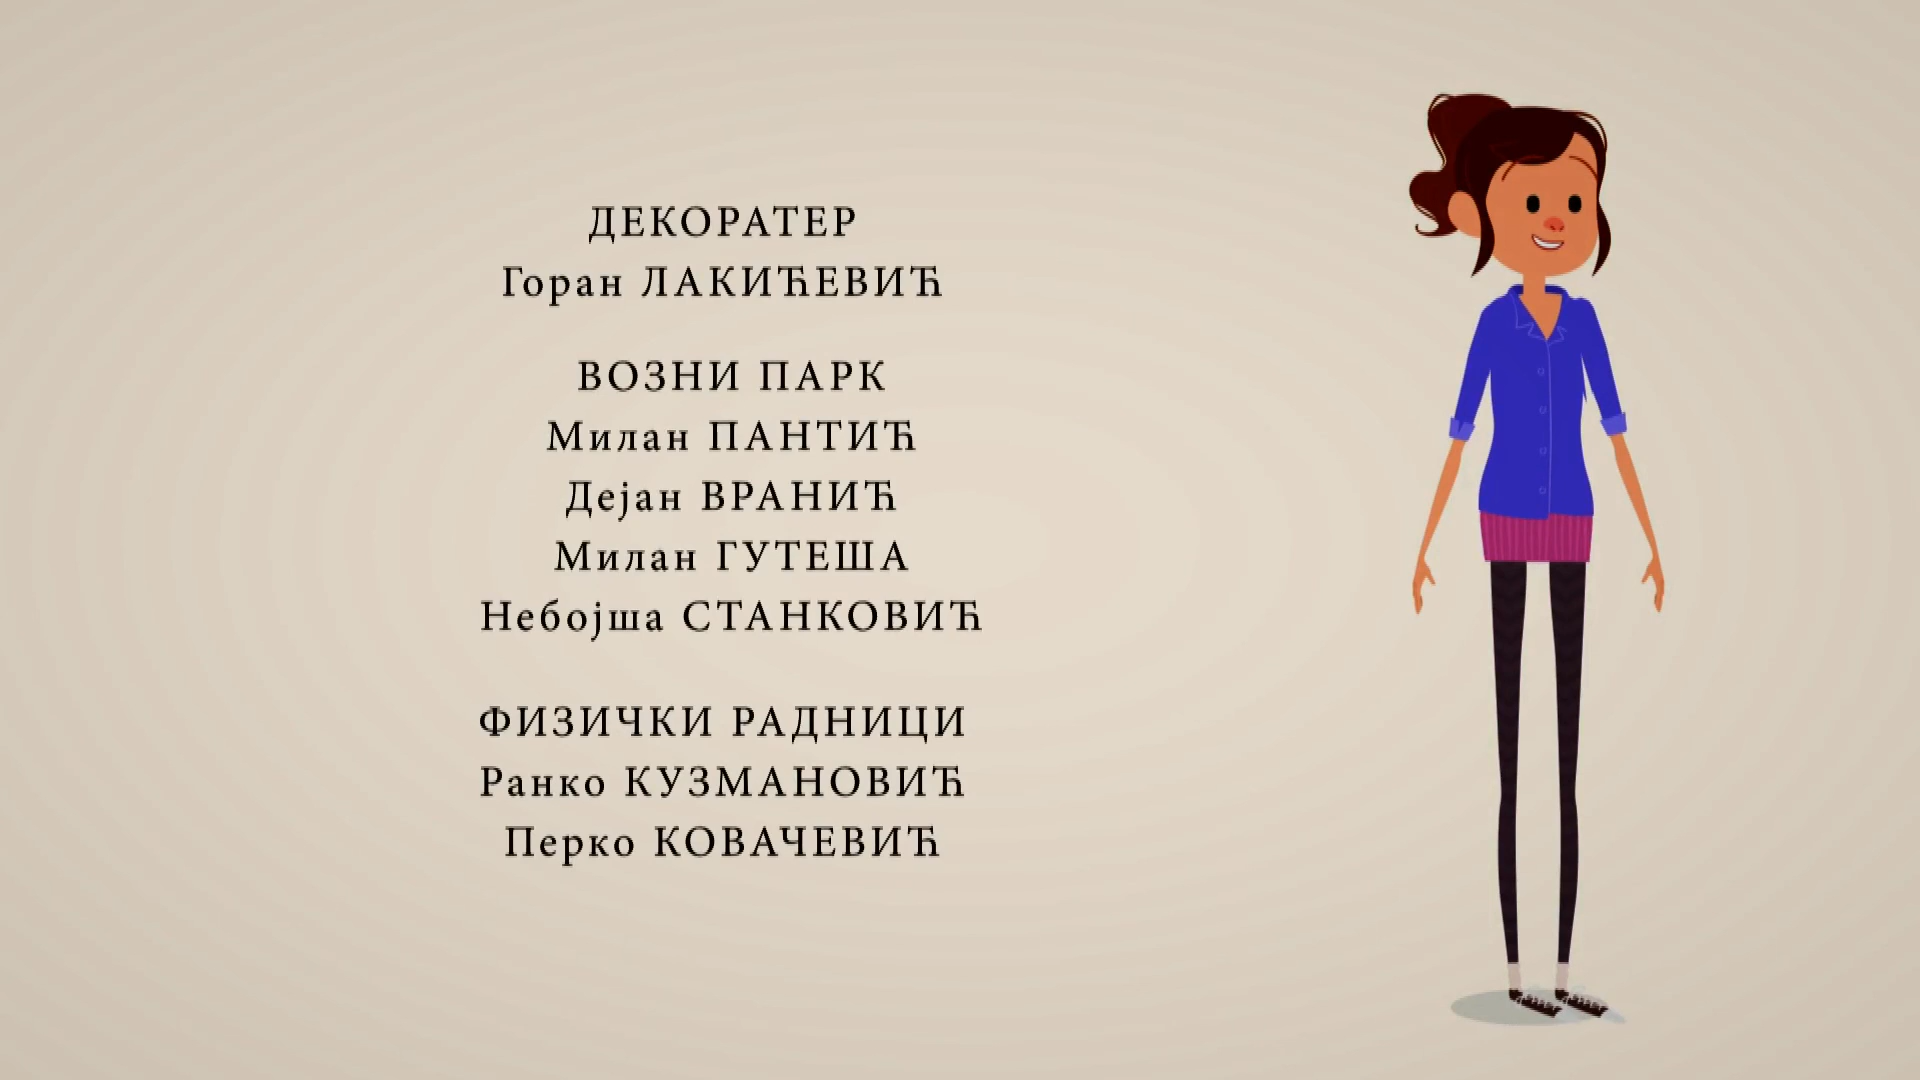 ДЕКОРАТЕР
Горан ЛАКИЋЕВИЋ
ВОЗНИ ПАРК
Милан ПАНТИЋ
Дејан ВРАНИЋ
Милан ГУТЕША
Небојша СТАНКОВИЋ
ФИЗИЧКИ РАДНИЦИ
Ранко КУЗМАНОВИЋ
Перко КОВАЧЕВИЋ